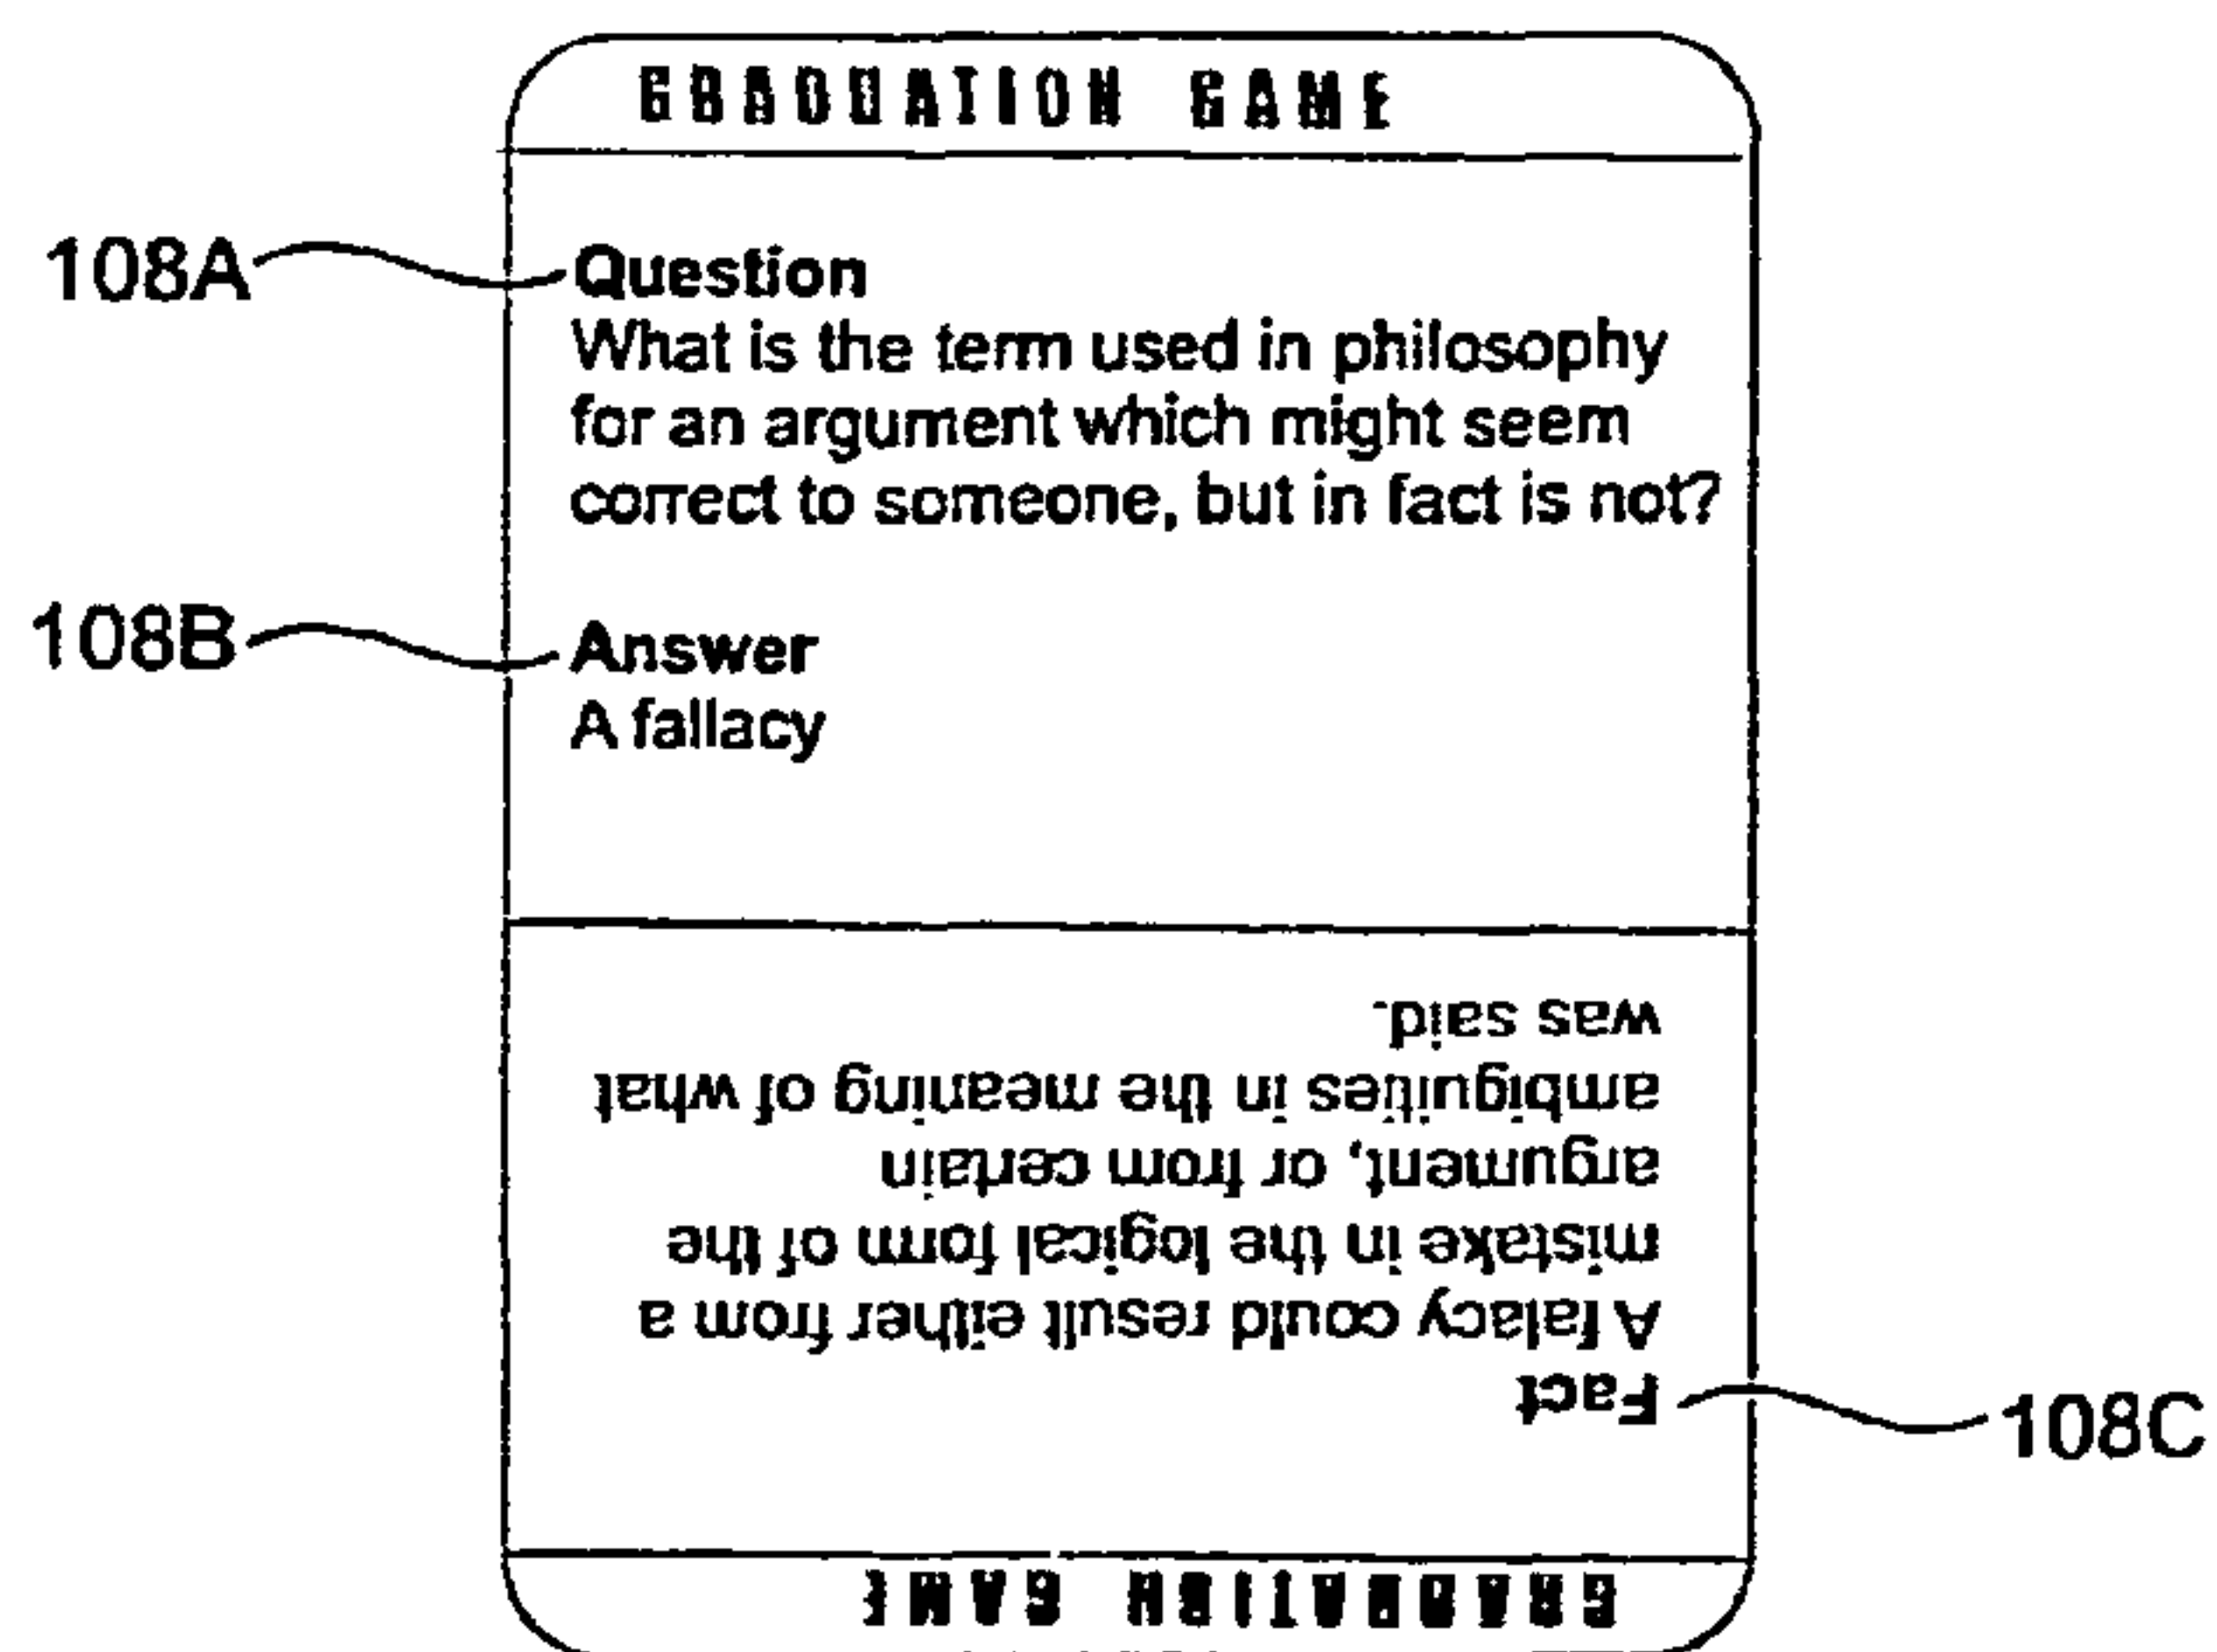 GRADUATION GAME
108A
Question
What is the term used in philosophy
for an argument which might seem
correct to someone, but in fact is not?
108B
Answer
A fallacy
Fact
A falacy could result either from a
mistake in the logical form of the
argument, or from certain
ambiguities in the meaning of what
was said.
108C
GRADUATION GAME